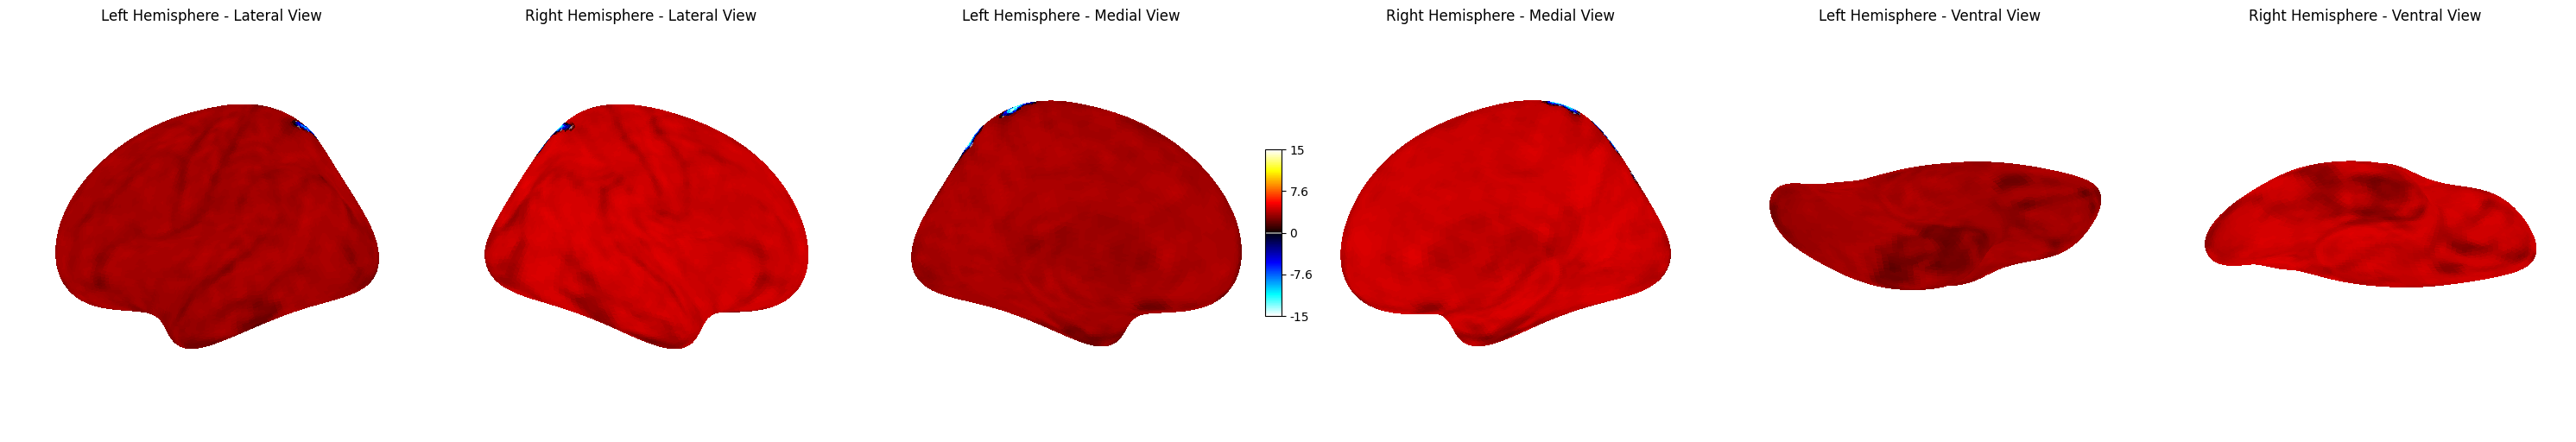 Left Hemisphere - Lateral View
Right Hemisphere - Lateral View
Left Hemisphere - Medial View
Right Hemisphere - Medial View
Left Hemisphere - Ventral View
Right Hemisphere - Ventral View
15
7.6
0
-7.6
-15